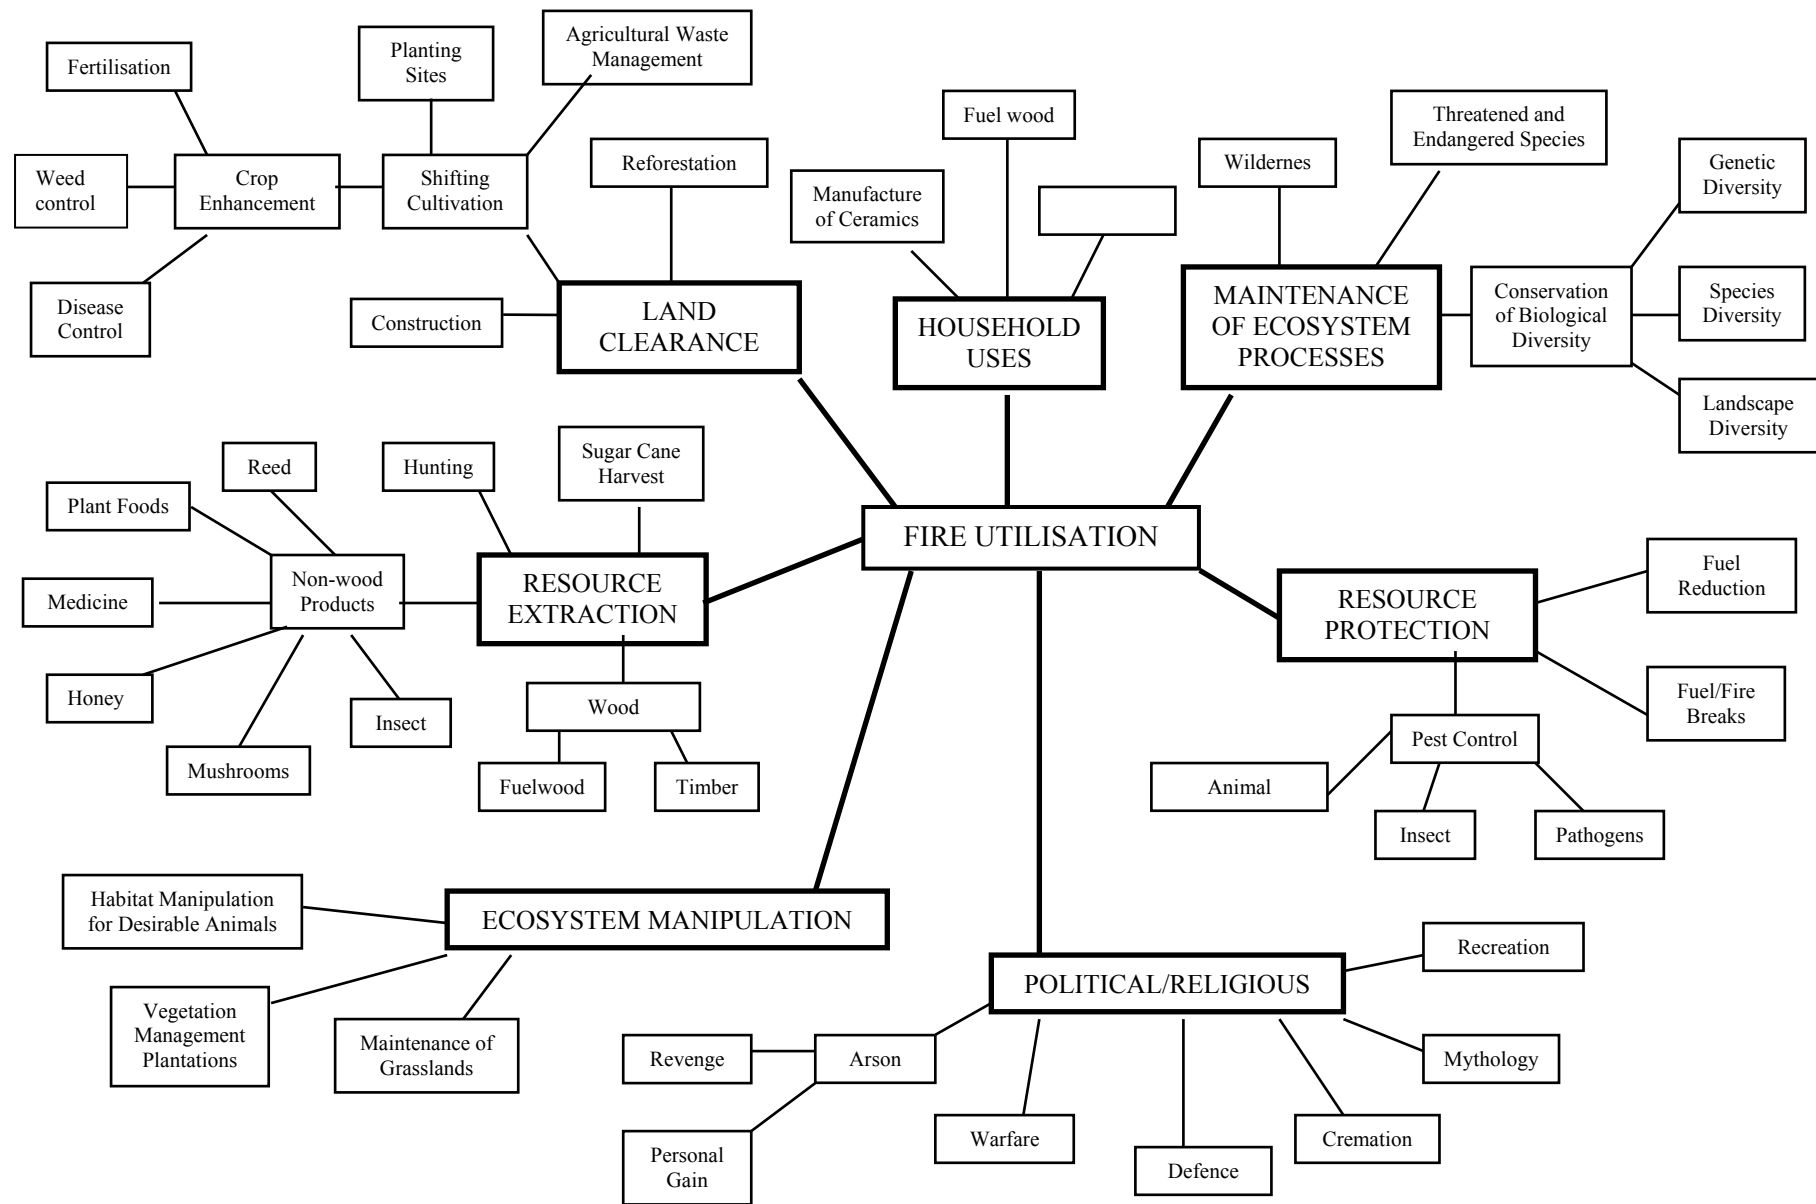 Agricultural Waste
Management
Planting
Sites
Fertilisation
Fuel wood
Threatened and
Endangered Species
Reforestation
Wildernes
Genetic
Diversity
Weed
control
Crop
Enhancement
Shifting
Cultivation
Manufacture
of Ceramics
Disease
Control
Construction
LAND
CLEARANCE
HOUSEHOLD
USES
MAINTENANCE
OF ECOSYSTEM
PROCESSES
Conservation
of Biological
Diversity
Species
Diversity
Landscape
Diversity
Reed
Hunting
Sugar Cane
Harvest
Plant Foods
FIRE UTILISATION
Non-wood
Products
RESOURCE
EXTRACTION
RESOURCE
PROTECTION
Fuel
Reduction
Medicine
Honey
Insect
Mushrooms
Wood
Fuelwood
Timber
Fuel/Fire
Breaks
Pest Control
Animal
Insect
Pathogens
Habitat Manipulation
for Desirable Animals
ECOSYSTEM MANIPULATION
Vegetation
Management
Plantations
Maintenance of
Grasslands
POLITICAL/RELIGIOUS
Recreation
Revenge
Arson
Mythology
Personal
Gain
Warfare
Defence
Cremation